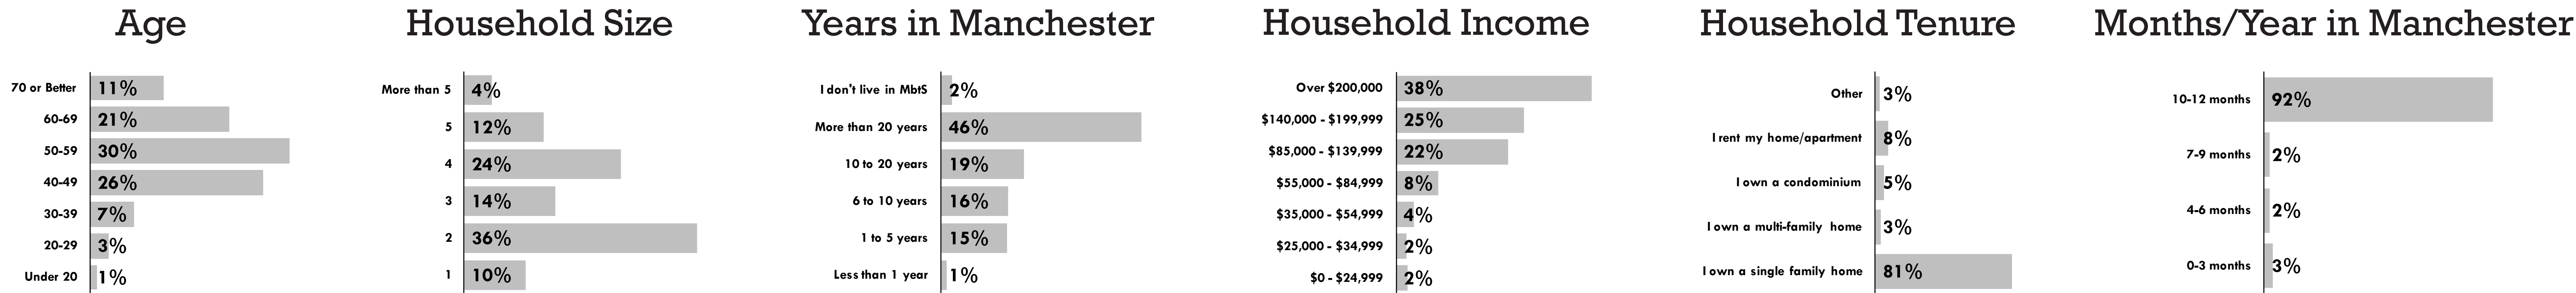 Age
70 or Better 11%
60-69 21%
50-59 30%
40-49 26%
30-39 7%
20-29 3%
Under 20 1%
Household Size
More than 5 4%
5 12%
4 24%
3 14%
2 36%
1 10%
Years in Manchester
I don't live in MbtS 2%
More than 20 years 46%
10 to 20 years 19%
6 to 10 years 16%
1 to 5 years 15%
Less than 1 year 1%
Household Income
Over $200,000 38%
$140,000 - $199,999 25%
$85,000 - $139,999 22%
$55,000 - $84,999 8%
$35,000 - $54,999 4%
$25,000 - $34,999 2%
$0 - $24,999 2%
Household Tenure
Other 3%
I rent my home/apartment 8%
I own a condominium 5%
I own a multi-family home 3%
I own a single family home 81%
Months/Year in Manchester
10-12 months 92%
7-9 months 2%
4-6 months 2%
0-3 months 3%